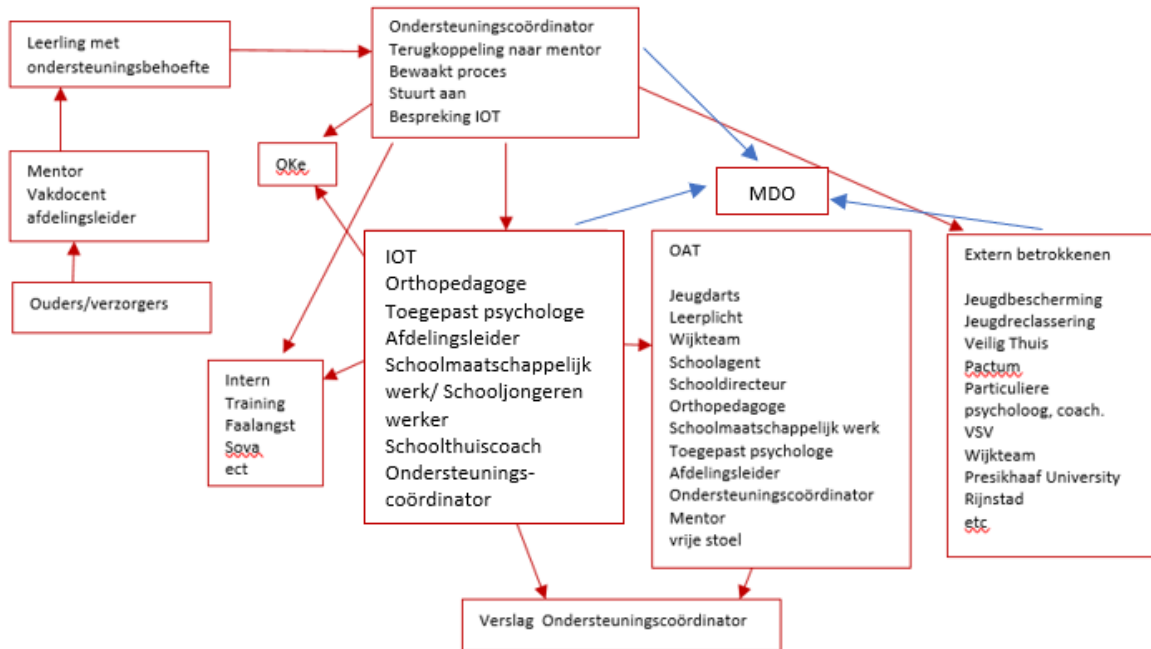 Leerling met
ondersteuningsbehoefte
Ondersteuningscoördinator
Terugkoppeling naar mentor
Bewaakt proces
Stuurt aan
Bespreking IOT
Mentor
Vakdocent
afdelingsleider
OKe
MDO
Ouders/verzorgers
Intern
Training
Faalangst
Sova
ect
IOT
Orthopedagoge
Toegepast psychologe
Afdelingsleider
Schoolmaatschappelijk
werk/ Schooljongeren
werker
Schoolthuiscoach
Ondersteunings-
coördinator
OAT
Jeugdarts
Leerplicht
Wijkteam
Schoolagent
Schooldirecteur
Orthopedagoge
Schoolmaatschappelijk werk
Toegepast psychologe
Afdelingsleider
Ondersteuningscoördinator
Mentor
vrije stoel
Extern betrokkenen
Jeugdbescherming
Jeugdreclassering
Veilig Thuis
Pactum
Particuliere
psycholoog, coach.
VSV
Wijkteam
Presikhaaf University
Rijnstad
etc
Verslag Ondersteuningscoördinator